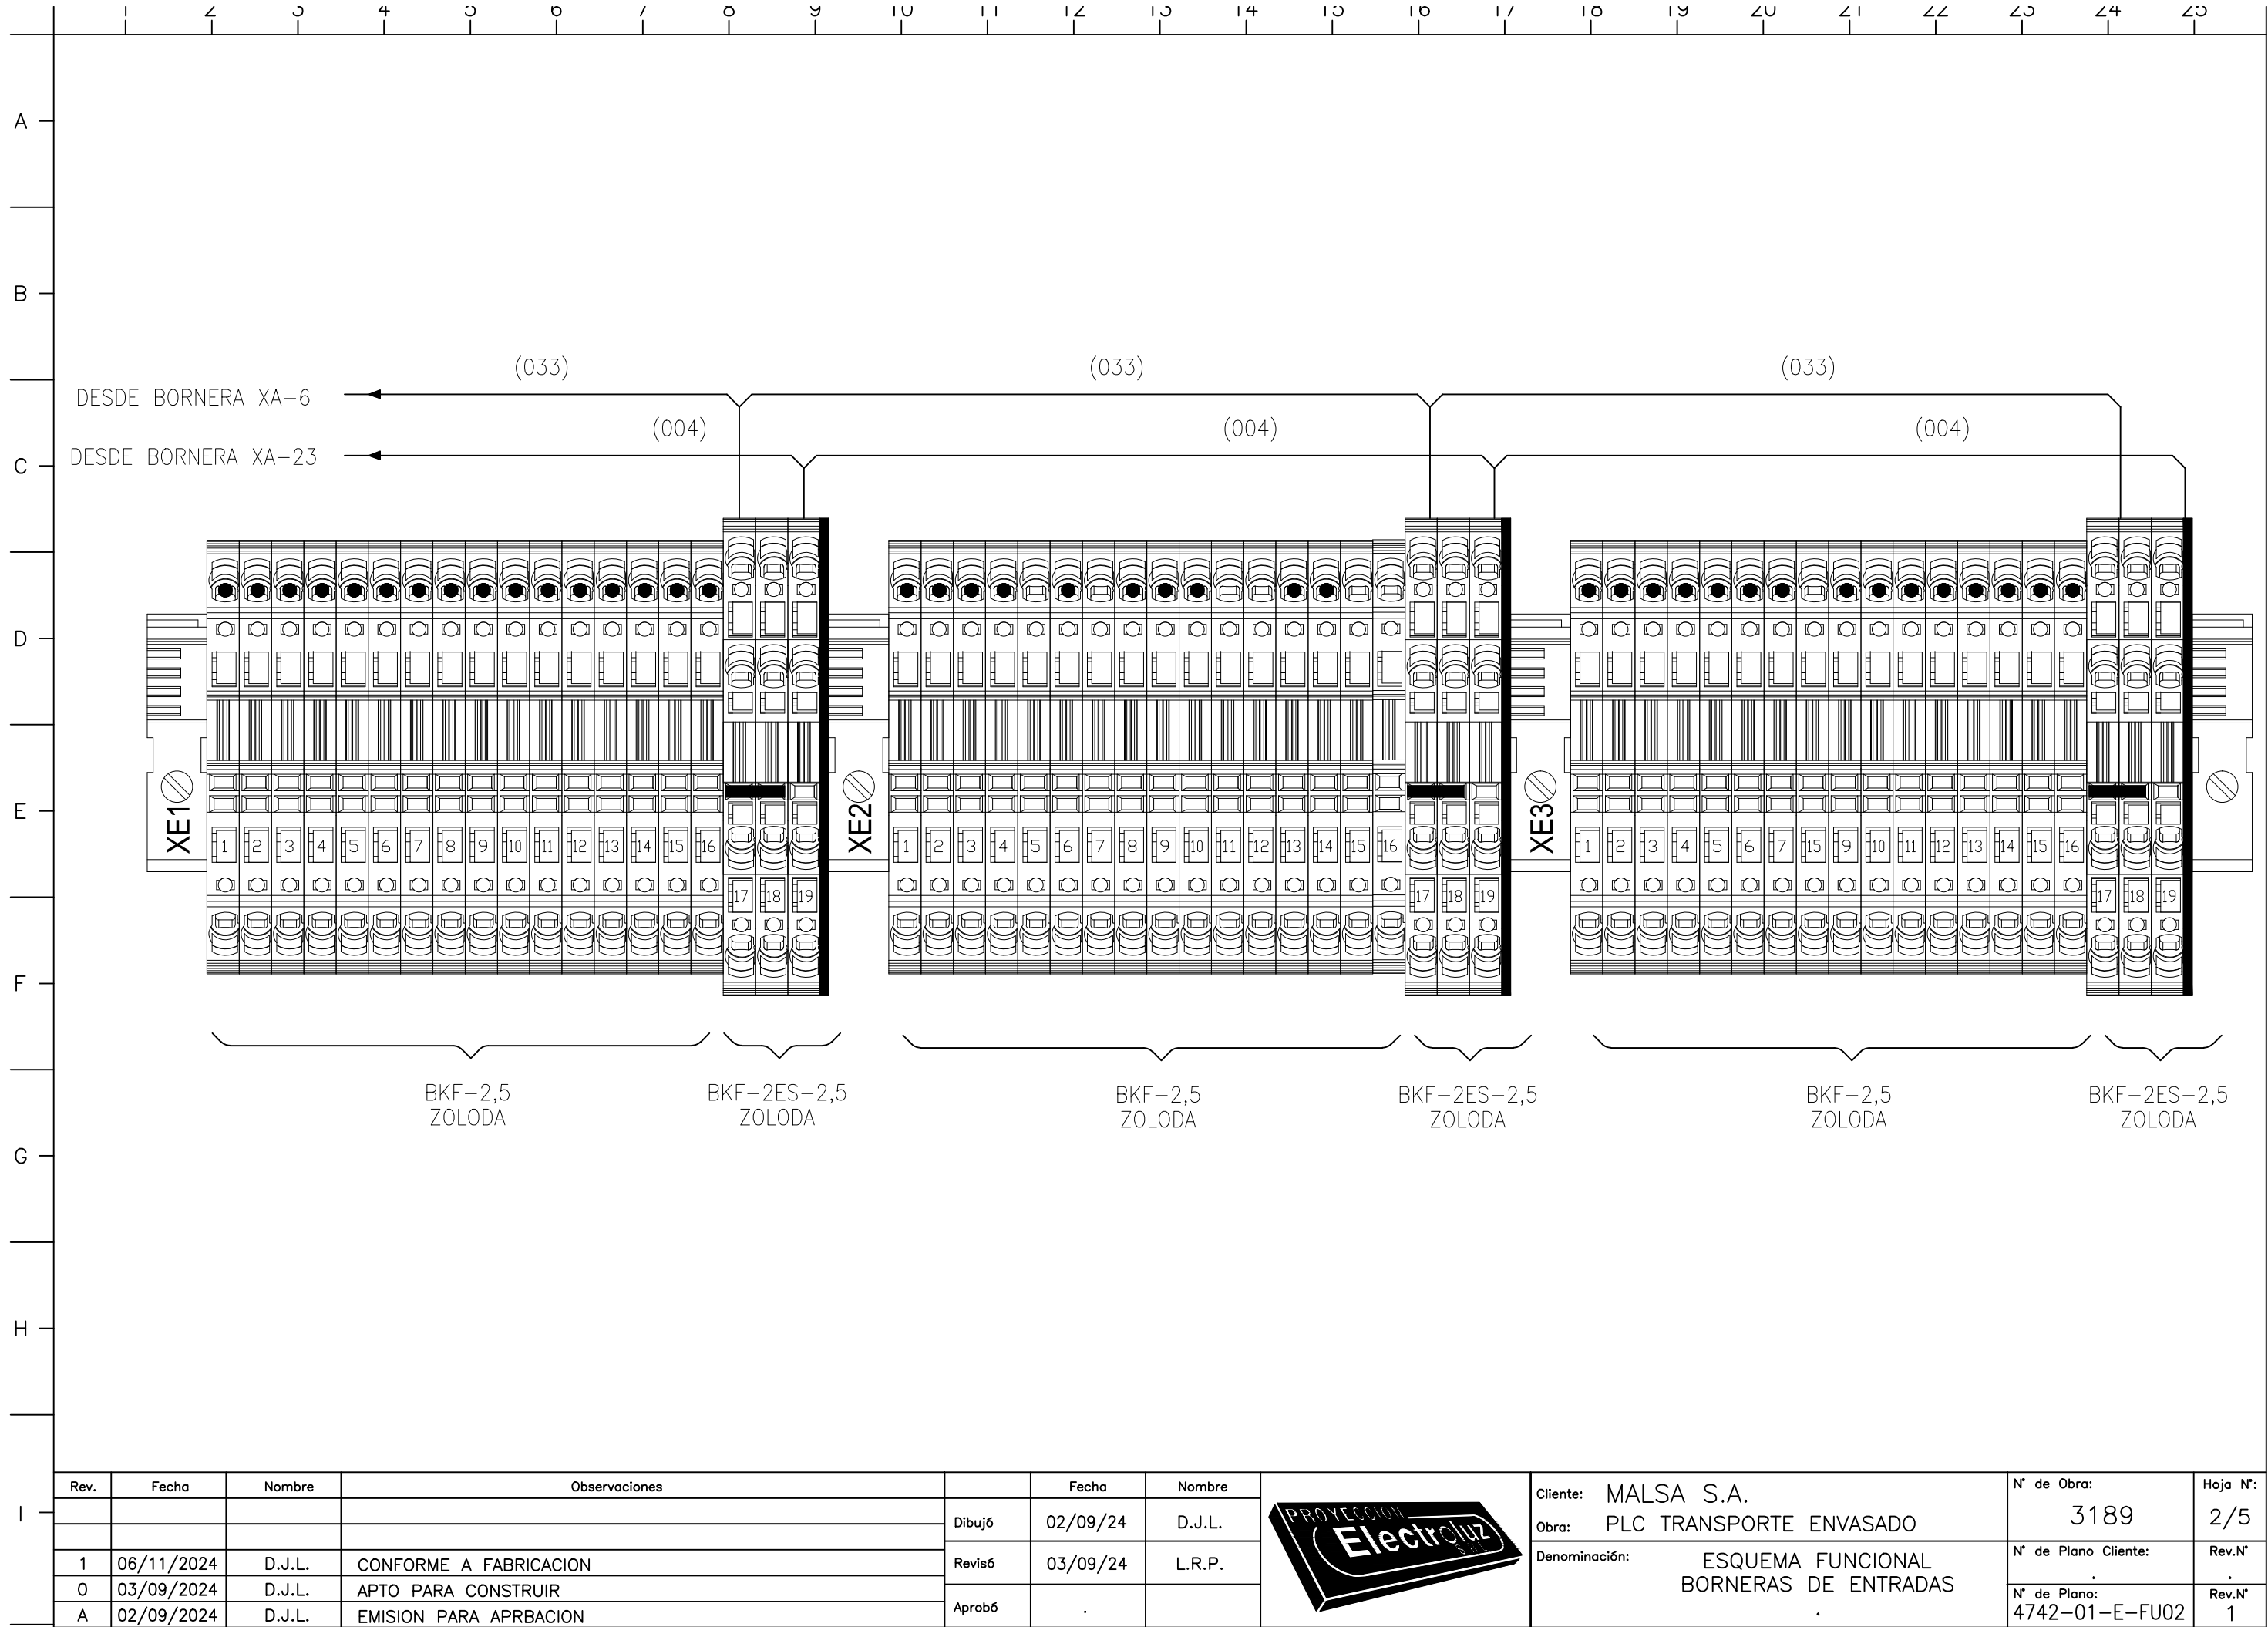 1 2 3 4 5 6 7 8 9 10 11 12 13 14 15 16 17 18 19 20 21 22 23 24 25
A
B
(033) (033) (033)
DESDE BORNERA XA-6
(004) (004) (004)
C
DESDE BORNERA XA-23
D
E
XE1 1 2 3 4 5 6 7 8 9 10 11 12 13 14 15 16
XE2 1 2 3 4 5 6 7 8 9 10 11 12 13 14 15 16
XE3 1 2 3 4 5 6 7 15 9 10 11 12 13 14 15 16
17 18 19 17 18 19 17 18 19
F
BKF-2,5 BKF-2ES-2,5 BKF-2,5 BKF-2ES-2,5 BKF-2,5 BKF-2ES-2,5
ZOLODA ZOLODA ZOLODA ZOLODA ZOLODA ZOLODA
G
H
I
Rev. Fecha Nombre Observaciones
1 06/11/2024 D.J.L. CONFORME A FABRICACION
0 03/09/2024 D.J.L. APTO PARA CONSTRUIR
A 02/09/2024 D.J.L. EMISION PARA APRBACION
Fecha Nombre
Dibujó 02/09/24 D.J.L.
Revisó 03/09/24 L.R.P.
Aprobó .
PROYECCION
Electroluz
S.R.L.
Cliente: MALSA S.A.
Obra: PLC TRANSPORTE ENVASADO
Denominación: ESQUEMA FUNCIONAL
BORNERAS DE ENTRADAS
.
N° de Obra:
3189
Hoja N°:
2/5
N° de Plano Cliente:
.
Rev.N°
.
N° de Plano:
4742-01-E-FU02
Rev.N°
1